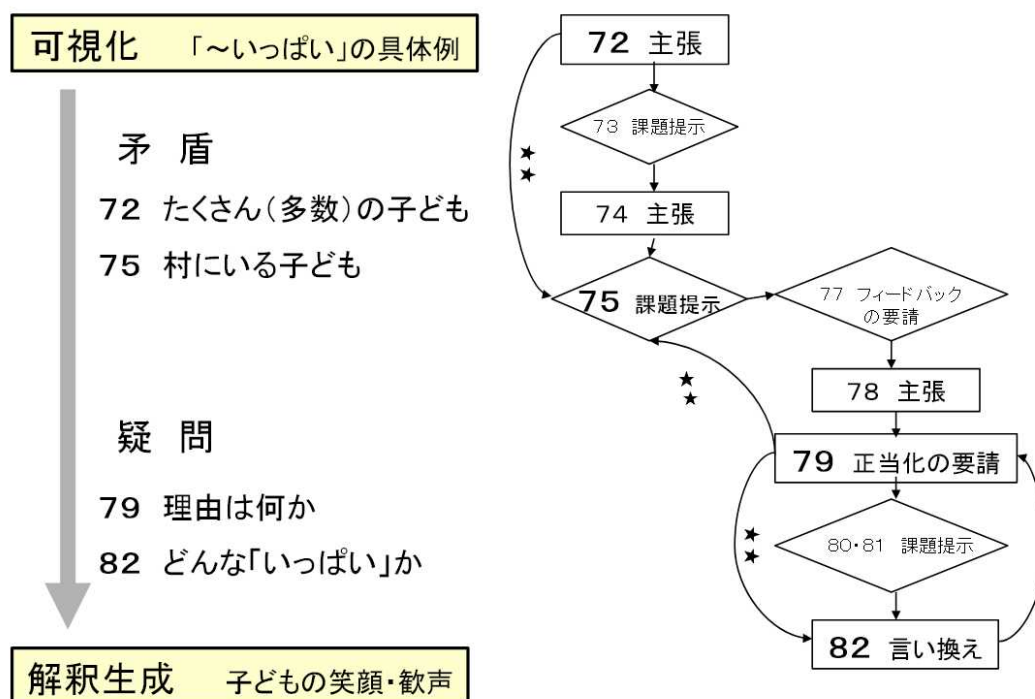 可視化 「~いっぱい」の具体例
矛 盾
72 たくさん(多数)の子ども
75 村にいる子ども
疑 問
79 理由は何か
82 どんな「いっぱい」か
解釈生成 子どもの笑顔・歓声
72 主張
73 課題提示
★★
74 主張
75 課題提示
77 フィードバック
の要請
★★
78 主張
79 正当化の要請
★★
80・81 課題提示
82 言い換え